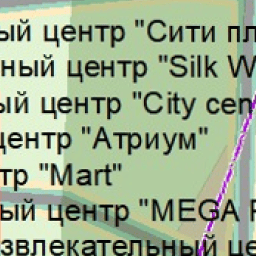 ый центр "Сити пл
ный центр "Silk W
ый центр "City cen
центр "Атриум"
тр "Mart"
ый центр "MEGA
звлекательный це